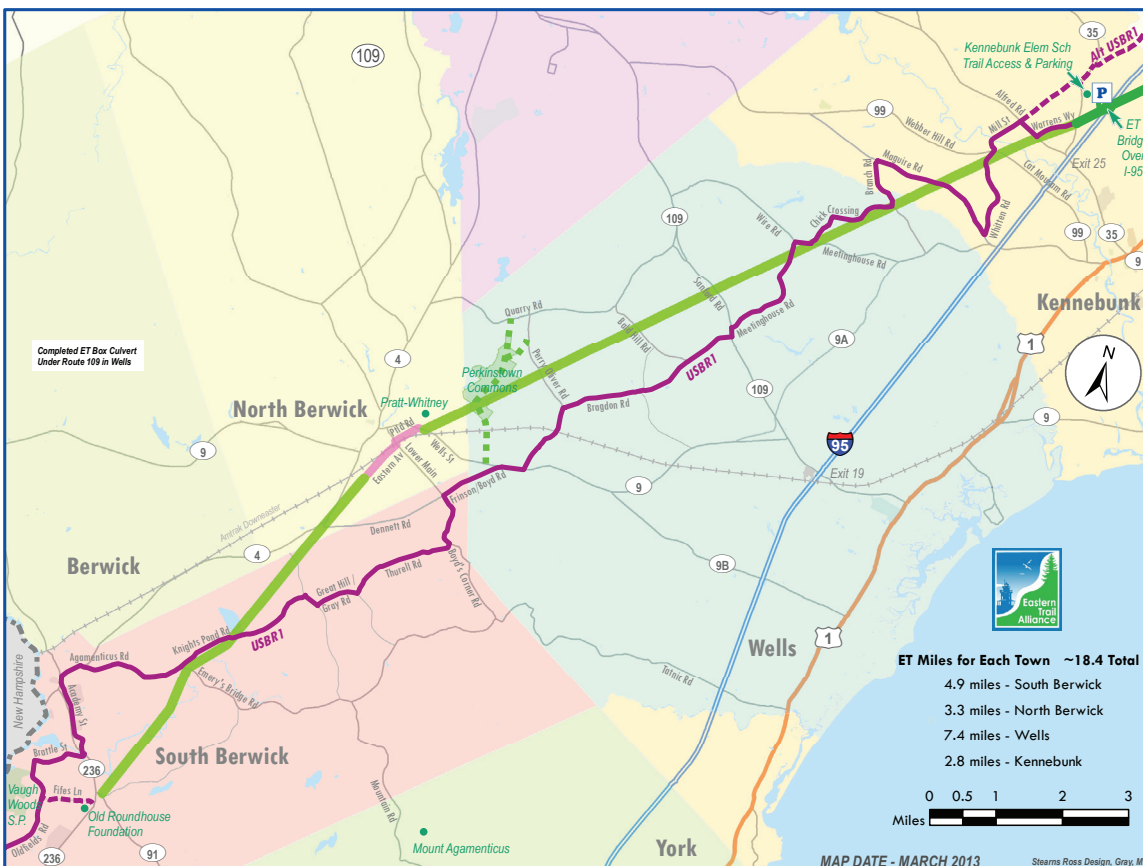 35
Kennebunk Elem Sch
Trail Access & Parking
Alt USBR1
P
109
99
Alfred Rd
Mill St
Warrens Wy
ET
Bridg
Over
I-95
Webber Hill Rd
Maguire Rd
Branch Rd
Exit 25
Cat Mousam Rd
Whitten Rd
Chick Crossing
109
Wire Rd
Meetinghouse Rd
99
35
9
Kennebunk
Quarry Rd
Sanford Rd
Bald Hill Rd
Meetinghouse Rd
9A
1
N
Completed ET Box Culvert
Under Route 109 in Wells
4
Perry Oliver Rd
Perkinstown
Commons
USBR1
109
North Berwick
Pratt-Whitney
Bragdon Rd
9
9
Wells St
Lower Main
Eastern Av
95
Exit 19
Frinson/Boyd Rd
9
Amtrak Downeaster
Dennett Rd
4
Berwick
9B
Thurell Rd
Great Hill /
Gray Rd
Boyd's Corner Rd
Eastern
Trail
Alliance
1
Knights Pond Rd
USBR1
Wells
Agamenticus Rd
New Hampshire
Academy St
Emery's Bridge Rd
Tatnic Rd
ET Miles for Each Town ~18.4 Total
4.9 miles - South Berwick
3.3 miles - North Berwick
7.4 miles - Wells
2.8 miles - Kennebunk
Brattle St
South Berwick
236
Vaugh
Woods
S.P.
Fifes Ln
Old Roundhouse
Foundation
Mountain Rd
0 0.5 1 2 3
Miles
Oldfields Rd
236
91
Mount Agamenticus
York
MAP DATE - MARCH 2013
Stearns Ross Design, Gray, M